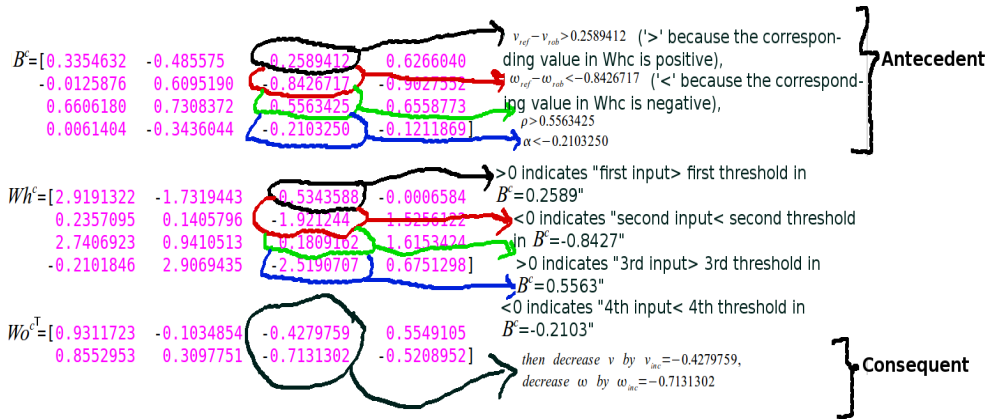 B^c=[0.3354632 -0.485575 0.2589412 0.6266040
-0.0125876 0.6095190 -0.8426717 -0.9027552
0.6606180 0.7308372 0.5563425 0.6558773
0.0061404 -0.3436044 -0.2103250 -0.1211869]
v_ref−v_rob>0.2589412 ('>' because the correspon-
ding value in Whc is positive),
ω_ref−ω_rob<−0.8426717 ('<' because the correspond-
ing value in Whc is negative),
ρ>0.5563425
α<−0.2103250
Antecedent
Wh^c=[2.9191322 -1.7319443 0.5343588 -0.0006584
0.2357095 0.1405796 -1.921244
2.7406923 0.9410513 0.1809162 1.6153424
-0.2101846 2.9069435 -2.5190707 0.6751298]
>0 indicates "first input> first threshold in
B^c=0.2589"
<0 indicates "second input< second threshold
in B^c=-0.8427"
>0 indicates "3rd input> 3rd threshold in
B^c=0.5563"
<0 indicates "4th input< 4th threshold in
B^c=-0.2103"
Wo^cT=[0.9311723 -0.1034854 -0.4279759 0.5549105
0.8552953 0.3097751 -0.7131302 -0.5208952]
then decrease v by v_inc=−0.4279759,
decrease ω by ω_inc=−0.7131302
Consequent